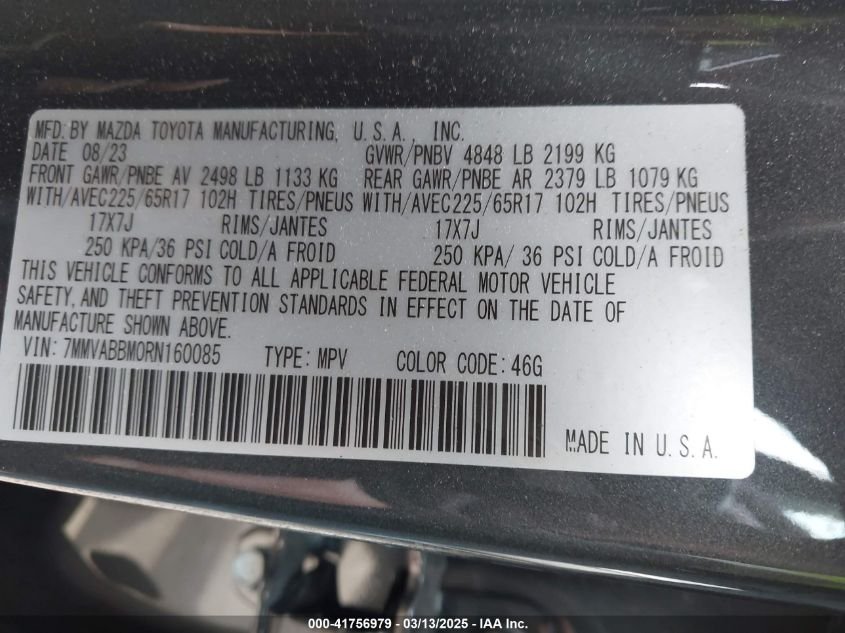 MFD. BY MAZDA TOYOTA MANUFACTURING, U.S.A., INC.
DATE 08/23 GVWR/PNBV 4848 LB 2199 KG
FRONT GAWR/PNBE AV 2498 LB 1133 KG REAR GAWR/PNBE AR 2379 LB 1079 KG
WITH/AVEC225/65R17 102H TIRES/PNEUS WITH/AVEC225/65R17 102H TIRES/PNEUS
17X7J RIMS/JANTES 17X7J RIMS/JANTES
250 KPA/36 PSI COLD/A FROID 250 KPA/ 36 PSI COLD/A FROID
THIS VEHICLE CONFORMS TO ALL APPLICABLE FEDERAL MOTOR VEHICLE
SAFETY, AND THEFT PREVENTION STANDARDS IN EFFECT ON THE DATE OF
MANUFACTURE SHOWN ABOVE.
VIN: 7MMVABBM0RN160085 TYPE: MPV COLOR CODE: 46G
MADE IN U.S.A.
000-41756979 - 03/13/2025 - IAA Inc.